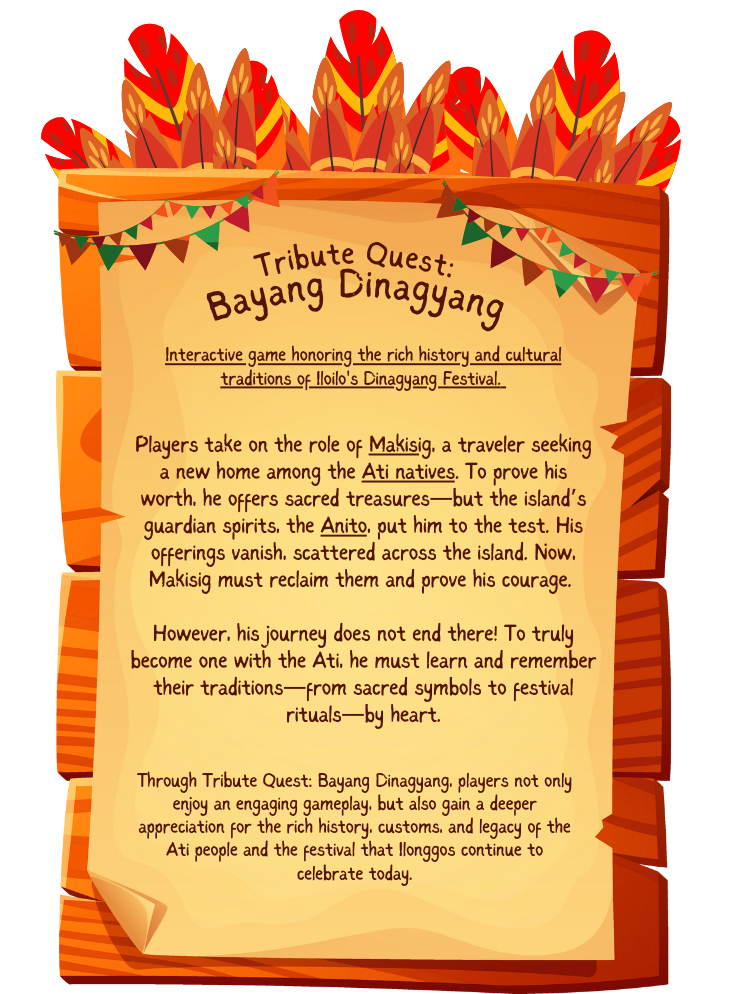 Tribute Quest:
Bayang Dinagyang
Interactive game honoring the rich history and cultural
traditions of Iloilo's Dinagyang Festival.
Players take on the role of Makisig, a traveler seeking
a new home among the Ati natives. To prove his
worth, he offers sacred treasures—but the island's
guardian spirits, the Anito, put him to the test. His
offerings vanish, scattered across the island. Now,
Makisig must reclaim them and prove his courage.
However, his journey does not end there! To truly
become one with the Ati, he must learn and remember
their traditions—from sacred symbols to festival
rituals—by heart.
Through Tribute Quest: Bayang Dinagyang, players not only
enjoy an engaging gameplay, but also gain a deeper
appreciation for the rich history, customs, and legacy of the
Ati people and the festival that Ilonggos continue to
celebrate today.